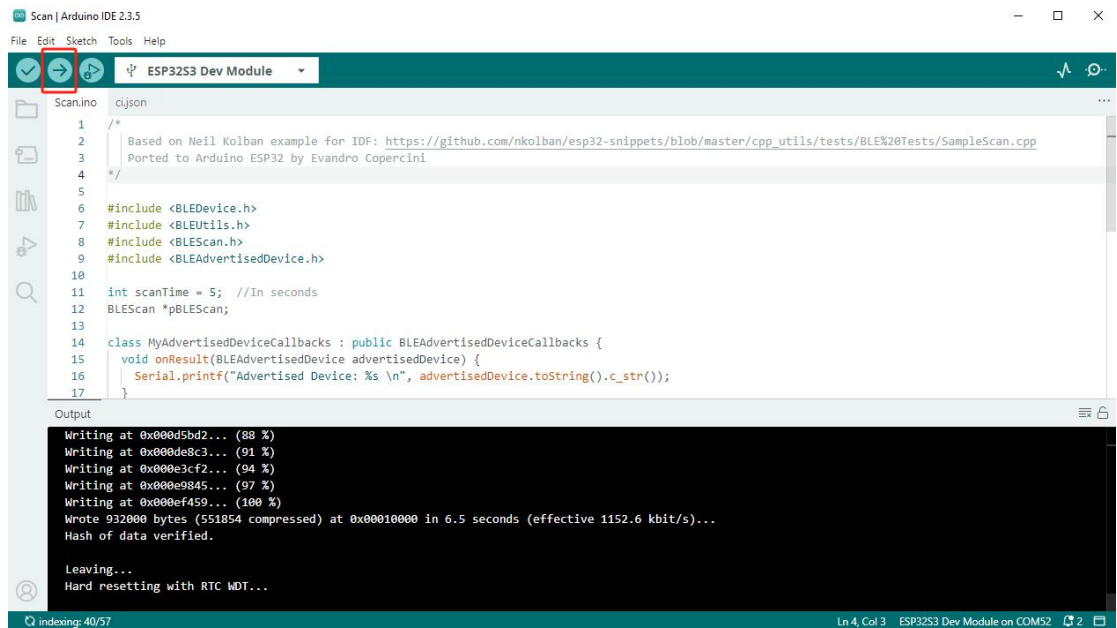 Scan | Arduino IDE 2.3.5
File Edit Sketch Tools Help
ESP32S3 Dev Module
Scan.ino ci.json
1 /*
2 Based on Neil Kolban example for IDF: https://github.com/nkolban/esp32-snippets/blob/master/cpp_utils/tests/BLE%20Tests/SampleScan.cpp
3 Ported to Arduino ESP32 by Evandro Copercini
4 */
5
6 #include <BLEDevice.h>
7 #include <BLEUtils.h>
8 #include <BLEScan.h>
9 #include <BLEAdvertisedDevice.h>
10
11 int scanTime = 5; //In seconds
12 BLEScan *pBLEScan;
13
14 class MyAdvertisedDeviceCallbacks : public BLEAdvertisedDeviceCallbacks {
15 void onResult(BLEAdvertisedDevice advertisedDevice) {
16 Serial.printf("Advertised Device: %s \n", advertisedDevice.toString().c_str());
17 }
Output
Writing at 0x000d5bd2... (88 %)
Writing at 0x000de8c3... (91 %)
Writing at 0x000e3cf2... (94 %)
Writing at 0x000e9845... (97 %)
Writing at 0x000ef459... (100 %)
Wrote 932000 bytes (551854 compressed) at 0x00010000 in 6.5 seconds (effective 1152.6 kbit/s)...
Hash of data verified.
Leaving...
Hard resetting with RTC WDT...
indexing: 40/57 Ln 4, Col 3 ESP32S3 Dev Module on COM52 2